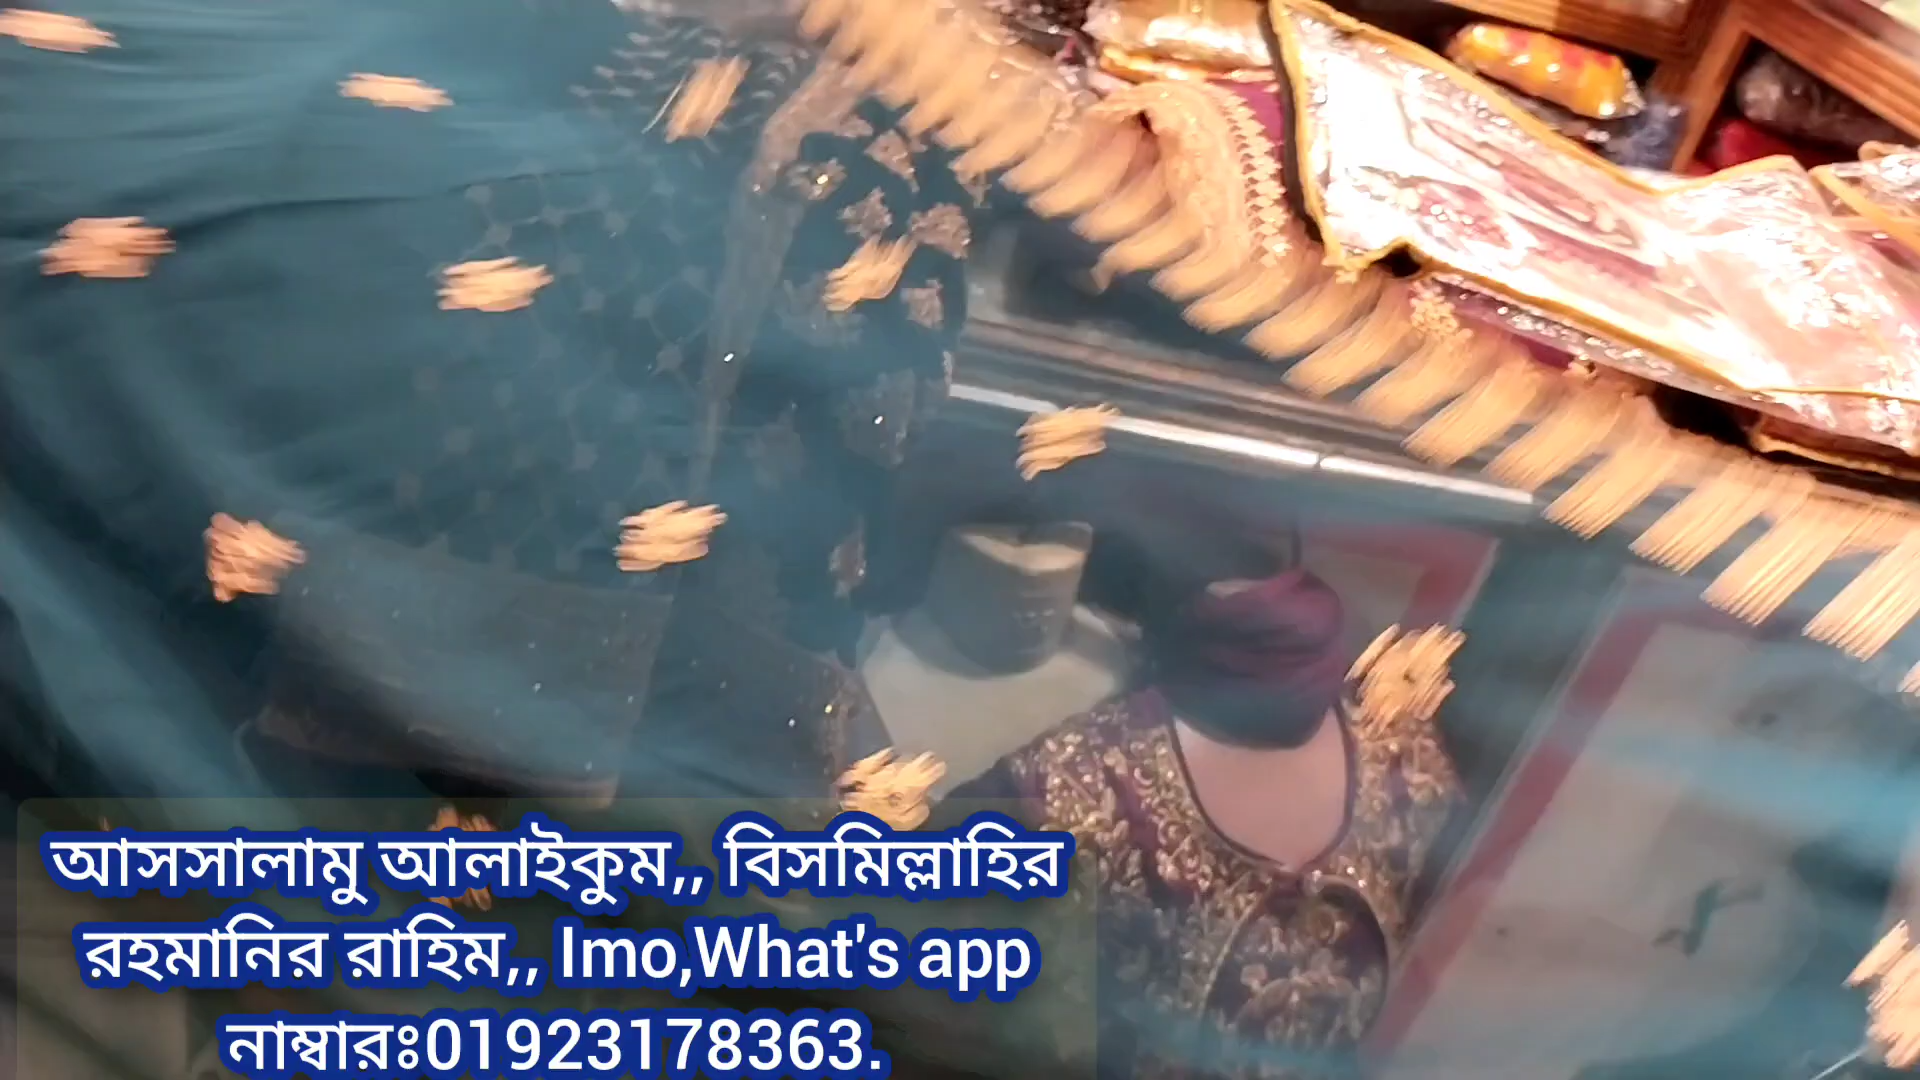 আসসালামু আলাইকুম,, বিসমিল্লাহির
রহমানির রাহিম,, Imo,What's app
নাম্বারঃ01923178363.